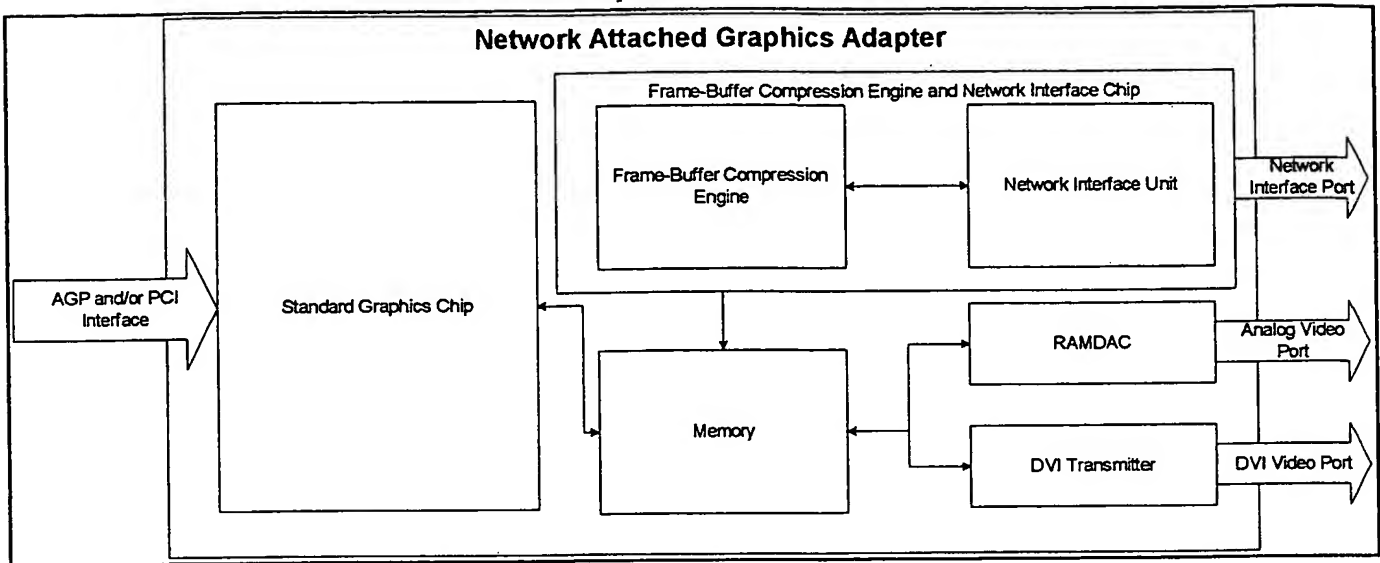 Network Attached Graphics Adapter
Frame-Buffer Compression Engine and Network Interface Chip
Frame-Buffer Compression
Engine
Network Interface Unit
Network
Interface Port
AGP and/or PCI
Interface
Standard Graphics Chip
Memory
RAMDAC
Analog Video
Port
DVI Transmitter
DVI Video Port